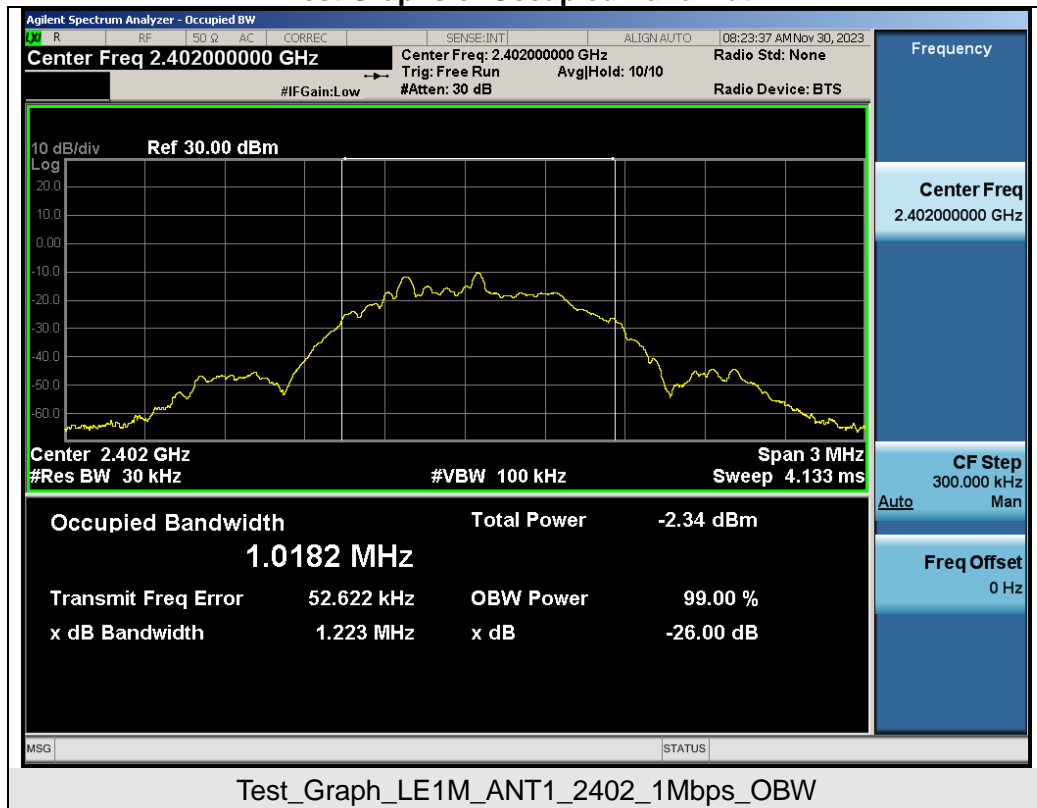 Agilent Spectrum Analyzer - Occupied BW
LXI R RF 50 Ω AC CORREC SENSE:INT ALIGNAUTO 08:23:37 AM Nov 30, 2023
Center Freq 2.402000000 GHz
Center Freq: 2.402000000 GHz
Radio Std: None
Trig: Free Run Avg|Hold: 10/10
#IFGain:Low #Atten: 30 dB
Radio Device: BTS
Frequency
10 dB/div Ref 30.00 dBm
Log
20.0
10.0
0.00
-10.0
-20.0
-30.0
-40.0
-50.0
-60.0
Center 2.402 GHz Span 3 MHz
#Res BW 30 kHz #VBW 100 kHz Sweep 4.133 ms
Center Freq
2.402000000 GHz
CF Step
300.000 kHz
Auto Man
Freq Offset
0 Hz
Occupied Bandwidth Total Power -2.34 dBm
1.0182 MHz
Transmit Freq Error 52.622 kHz OBW Power 99.00 %
x dB Bandwidth 1.223 MHz x dB -26.00 dB
MSG STATUS
Test_Graph_LE1M_ANT1_2402_1Mbps_OBW